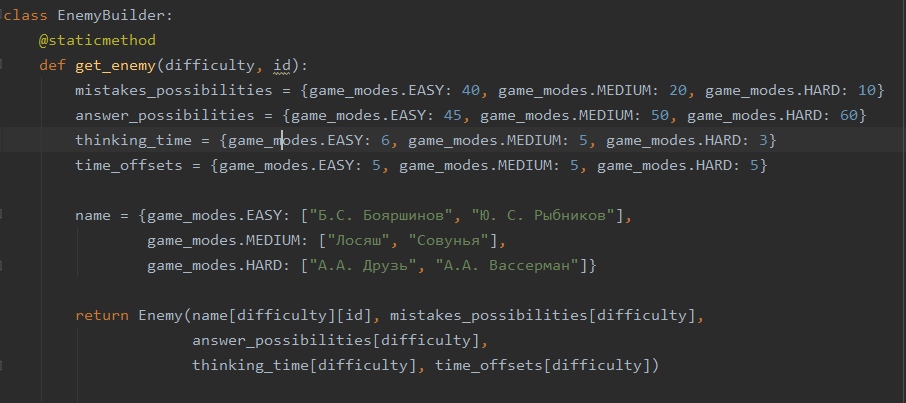 class EnemyBuilder:
@staticmethod
def get_enemy(difficulty, id):
mistakes_possibilities = {game_modes.EASY: 40, game_modes.MEDIUM: 20, game_modes.HARD: 10}
answer_possibilities = {game_modes.EASY: 45, game_modes.MEDIUM: 50, game_modes.HARD: 60}
thinking_time = {game_modes.EASY: 6, game_modes.MEDIUM: 5, game_modes.HARD: 3}
time_offsets = {game_modes.EASY: 5, game_modes.MEDIUM: 5, game_modes.HARD: 5}
name = {game_modes.EASY: ["Б.С. Бояршинов", "Ю. С. Рыбников"],
game_modes.MEDIUM: ["Лосяш", "Совунья"],
game_modes.HARD: ["А.А. Друзь", "А.А. Вассерман"]}
return Enemy(name[difficulty][id], mistakes_possibilities[difficulty],
answer_possibilities[difficulty],
thinking_time[difficulty], time_offsets[difficulty])